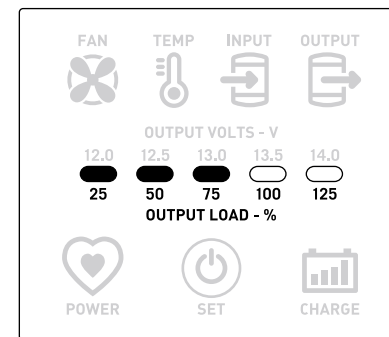 FAN TEMP INPUT OUTPUT
OUTPUT VOLTS - V
12.0 12.5 13.0 13.5 14.0
25 50 75 100 125
OUTPUT LOAD - %
POWER SET CHARGE